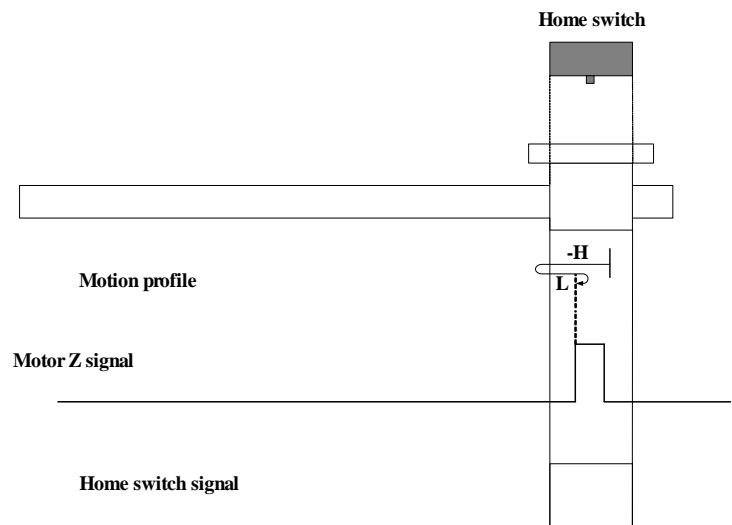 Home switch
-H
Motion profile
L
Motor Z signal
Home switch signal